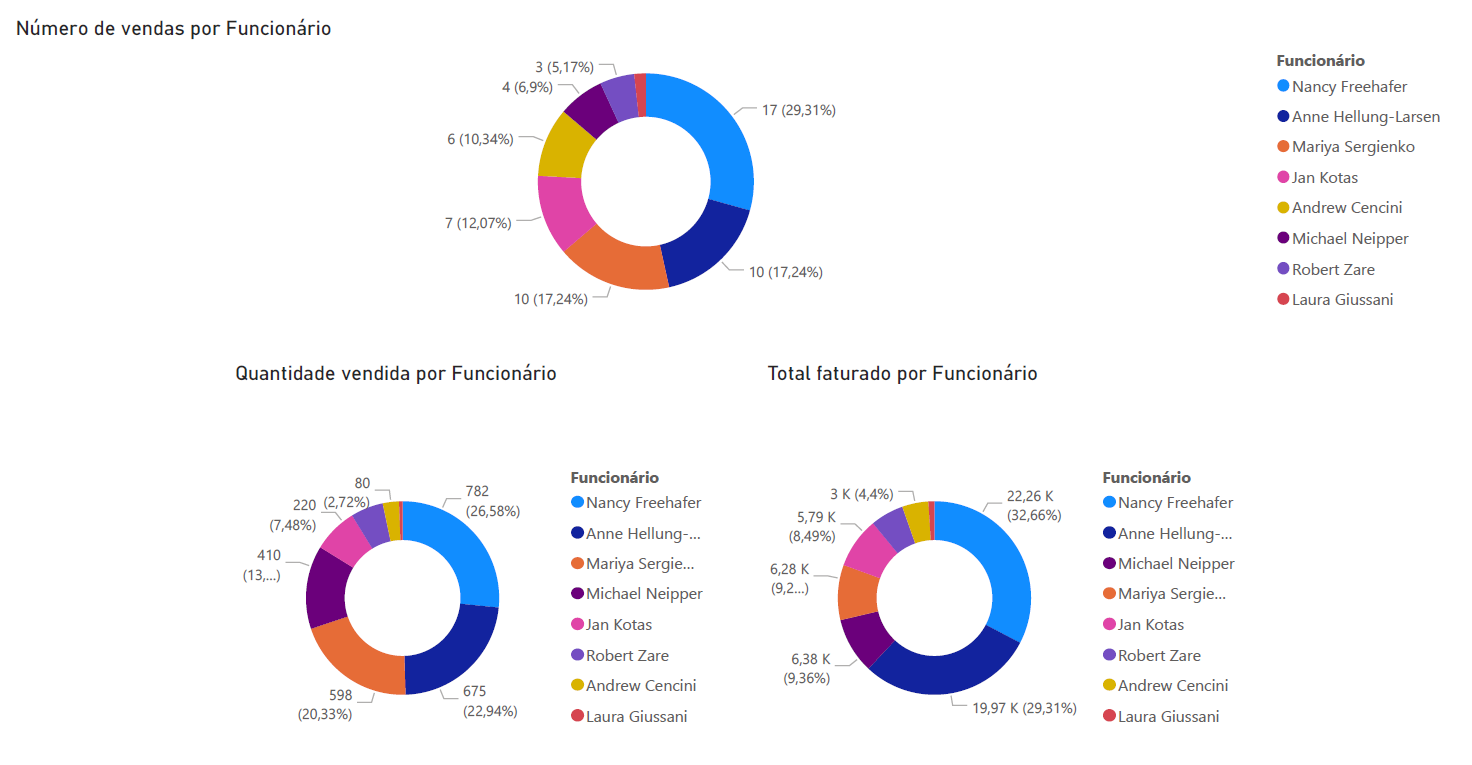 Número de vendas por Funcionário
3 (5,17%)
4 (6,9%)
6 (10,34%)
7 (12,07%)
10 (17,24%)
17 (29,31%)
10 (17,24%)
Funcionário
Nancy Freehafer
Anne Hellung-Larsen
Mariya Sergienko
Jan Kotas
Andrew Cencini
Michael Neipper
Robert Zare
Laura Giussani
Quantidade vendida por Funcionário
80
(2,72%)
220
(7,48%)
410
(13,...)
598
(20,33%)
782
(26,58%)
675
(22,94%)
Funcionário
Nancy Freehafer
Anne Hellung-...
Mariya Sergie...
Michael Neipper
Jan Kotas
Robert Zare
Andrew Cencini
Laura Giussani
Total faturado por Funcionário
3 K (4,4%)
5,79 K
(8,49%)
6,28 K
(9,2...)
6,38 K
(9,36%)
22,26 K
(32,66%)
19,97 K (29,31%)
Funcionário
Nancy Freehafer
Anne Hellung-...
Michael Neipper
Mariya Sergie...
Jan Kotas
Robert Zare
Andrew Cencini
Laura Giussani